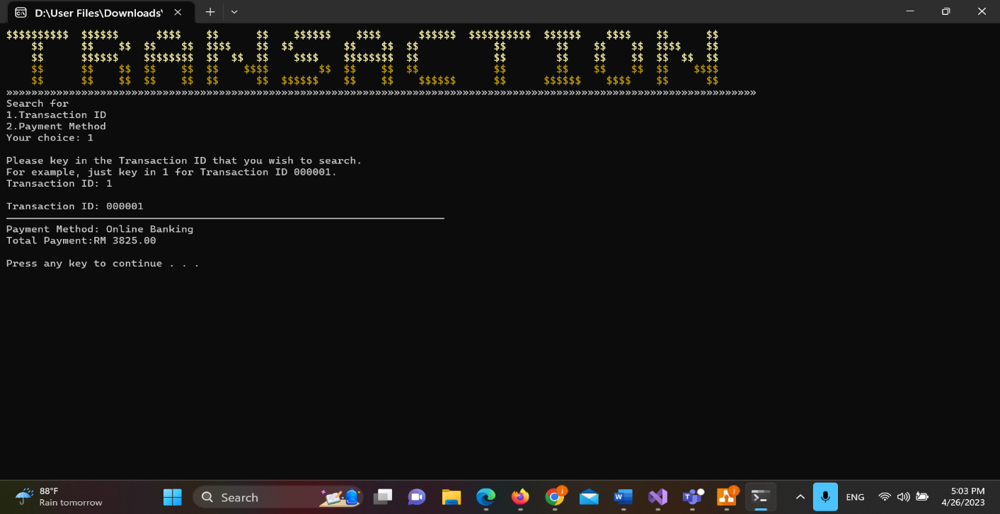 D:\User Files\Downloads\
TRANSACTION
»»»»»»»»»»»»»»»»»»»»»»»»»»»»»»»»»»»»»»»»»»»»»»»»»»»»»»»»»»»»»»»»»»»»»»»»»»»»»»»»»»»»»»»»»»»»»»»»»»»»»»»»»»»»»»»»»»»»»»»»
Search for
1.Transaction ID
2.Payment Method
Your choice: 1
Please key in the Transaction ID that you wish to search.
For example, just key in 1 for Transaction ID 000001.
Transaction ID: 1
Transaction ID: 000001
Payment Method: Online Banking
Total Payment:RM 3825.00
Press any key to continue . . .
88°F
Rain tomorrow
Search
ENG
5:03 PM
4/26/2023